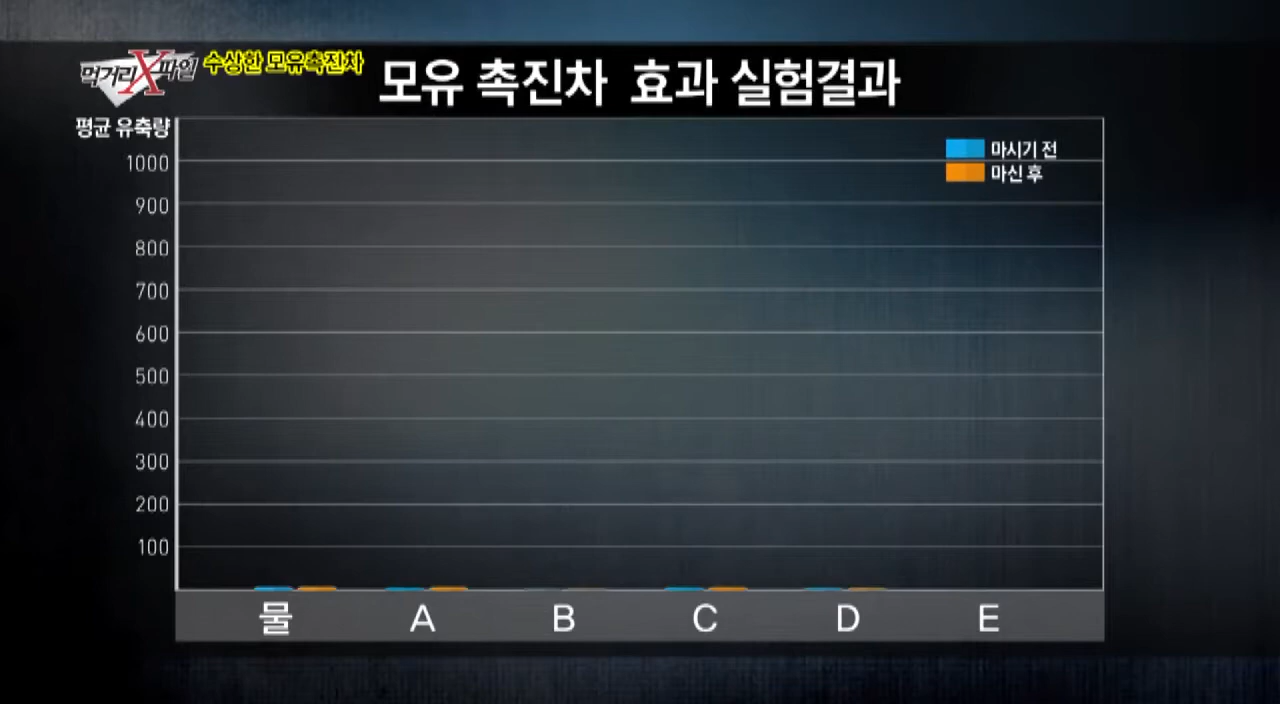 먹거리X파일
수상한 모유촉진차
모유 촉진차 효과 실험결과
평균 유축량
마시기 전
마신 후
1000
900
800
700
600
500
400
300
200
100
물 A B C D E